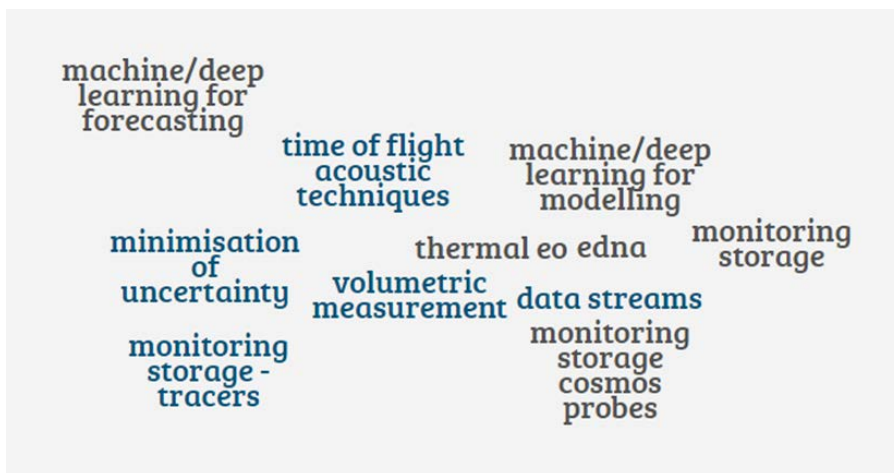 machine/deep
learning for
forecasting
time of flight
acoustic
techniques
machine/deep
learning for
modelling
minimisation
of
uncertainty
thermal eo
edna
monitoring
storage
volumetric
measurement
data streams
monitoring
storage -
tracers
monitoring
storage
cosmos
probes